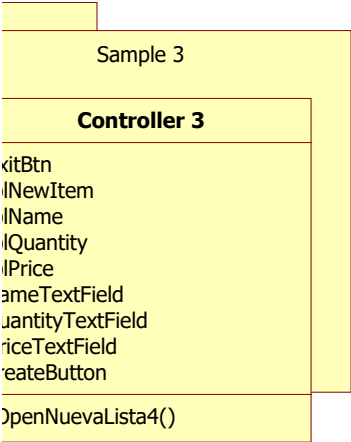 Sample 3
Controller 3
xitBtn
lNewItem
lName
lQuantity
lPrice
ameTextField
uantityTextField
riceTextField
reateButton
OpenNuevaLista4()